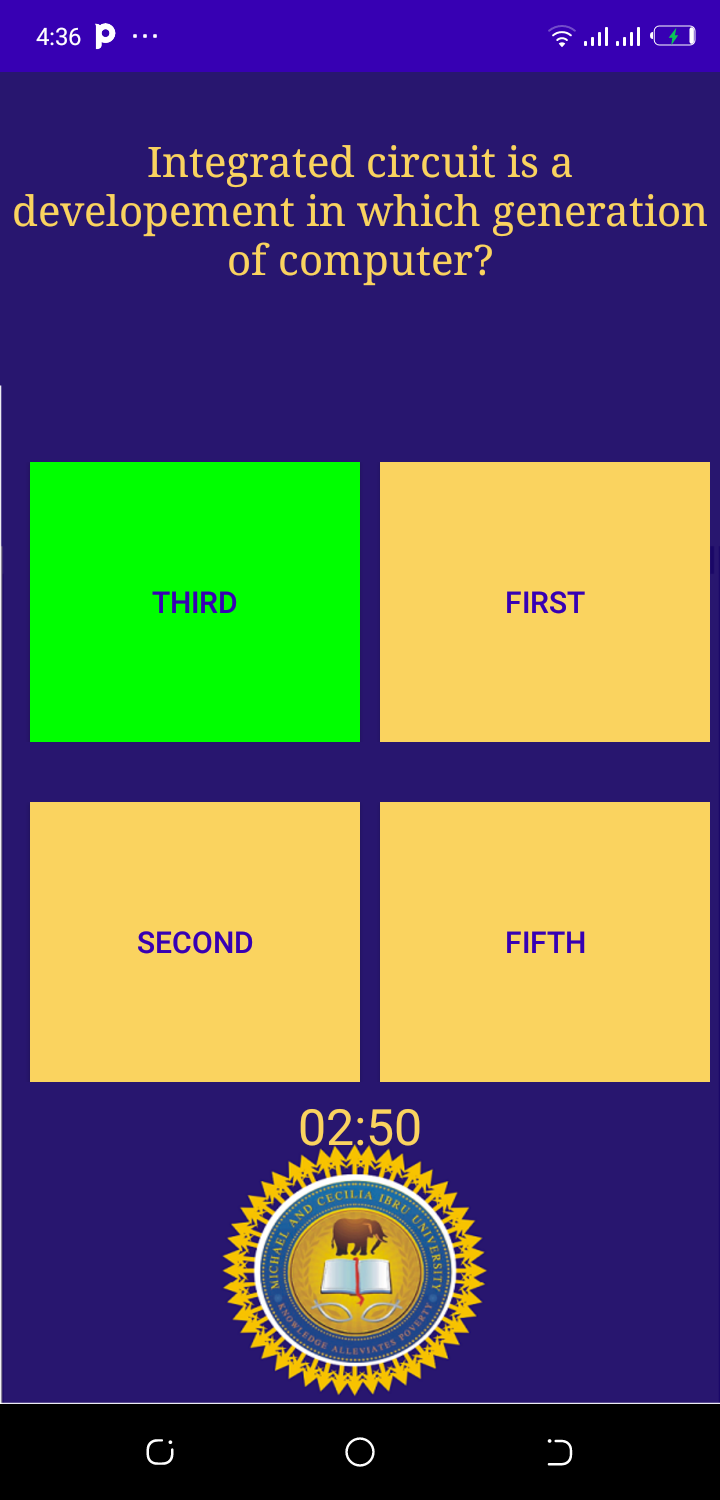 4:36
Integrated circuit is a
developement in which generation
of computer?
THIRD
FIRST
SECOND
FIFTH
02:50
MICHAEL AND CECILIA IBRU UNIVERSITY
KNOWLEDGE ALLEVIATES POVERTY